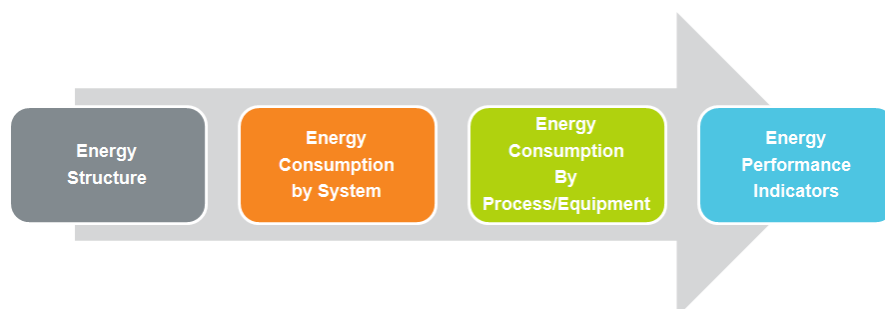 Energy
Structure
Energy
Consumption
by System
Energy
Consumption
By
Process/Equipment
Energy
Performance
Indicators